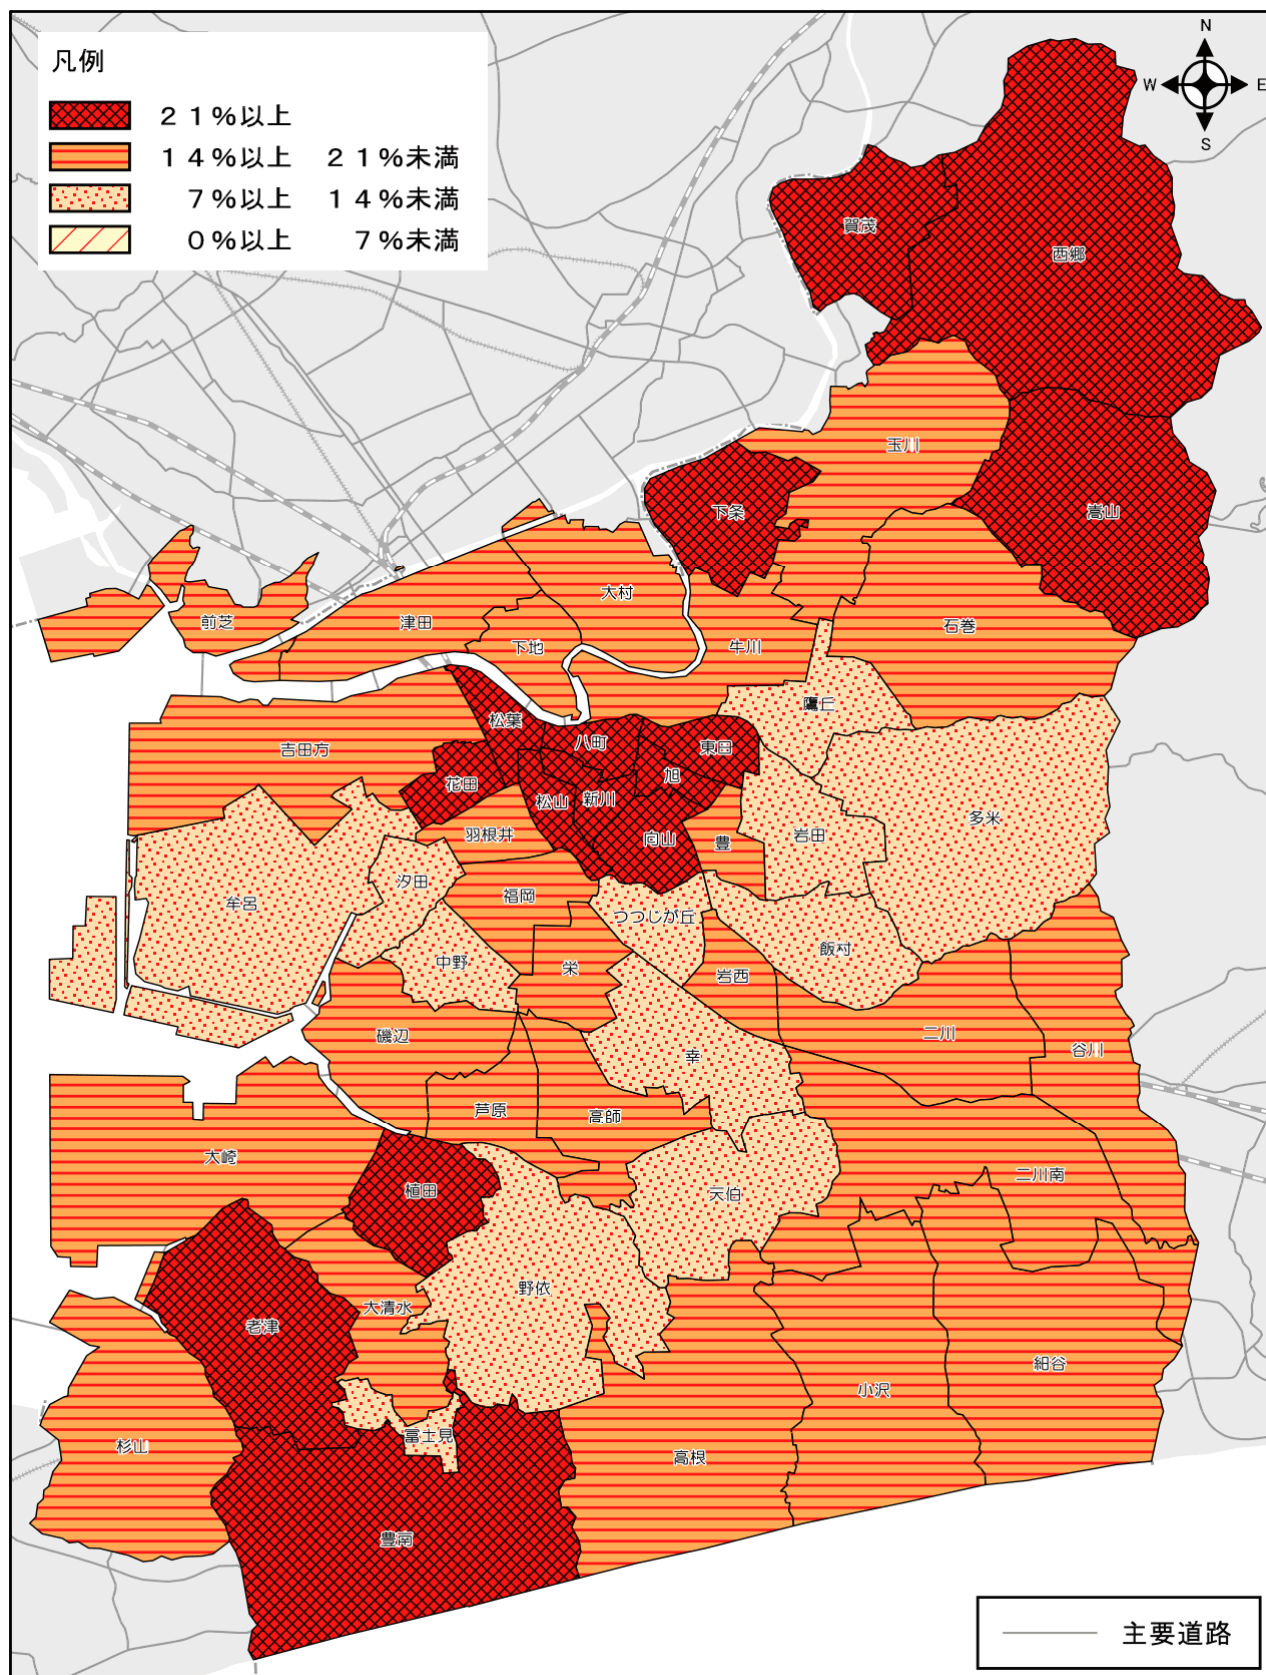 凡例
２１％以上
１４％以上　２１％未満
７％以上　１４％未満
０％以上　７％未満
N
W E
S
賀茂
西郷
玉川
下条
嵩山
大村
前芝
津田
下地
牛川
石巻
鷹丘
松葉
八町
東田
吉田方
旭
花田
松山
新川
羽根井
向山
豊
岩田
多米
汐田
福岡
牟呂
つつじが丘
飯村
中野
栄
岩西
磯辺
二川
谷川
幸
芦原
高師
大崎
植田
天伯
二川南
野依
大清水
老津
細谷
小沢
富士見
杉山
高根
豊南
主要道路